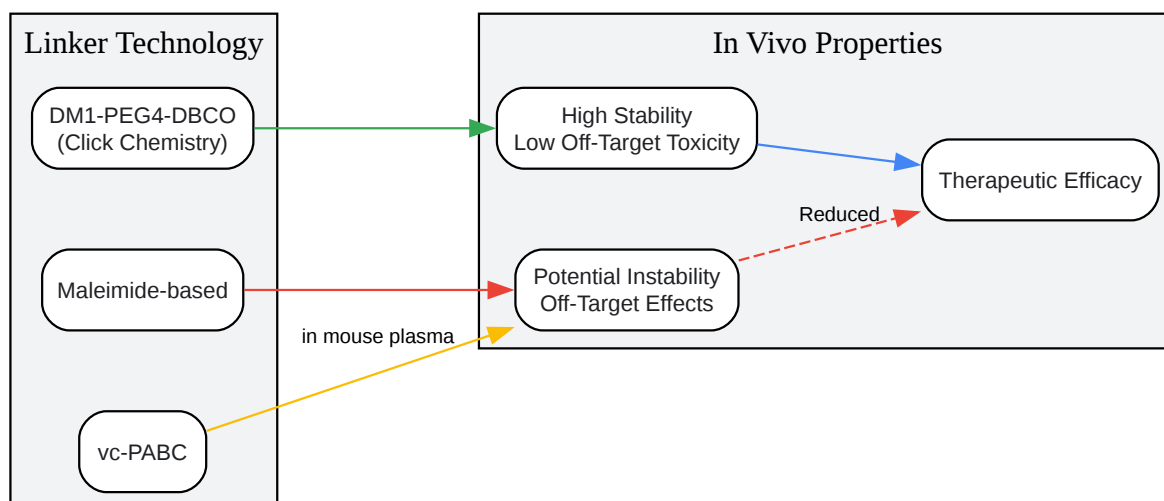 Linker Technology
In Vivo Properties
DM1-PEG4-DBCO
(Click Chemistry)
High Stability
Low Off-Target Toxicity
Therapeutic Efficacy
Reduced
Maleimide-based
Potential Instability
Off-Target Effects
in mouse plasma
vc-PABC